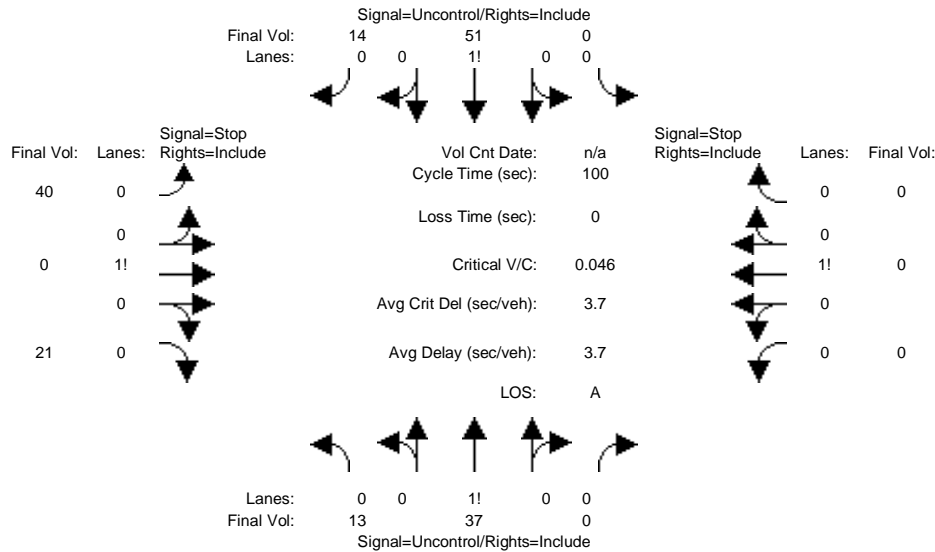 Signal=Uncontrol/Rights=Include
Final Vol: 14 51 0
Lanes: 0 0 1! 0 0
Signal=Stop
Final Vol: Lanes: Rights=Include
Vol Cnt Date: n/a
Signal=Stop
Rights=Include Lanes: Final Vol:
Cycle Time (sec): 100
40 0
0 0
Loss Time (sec): 0
0
0
0 1!
Critical V/C: 0.046
1! 0
0
Avg Crit Del (sec/veh): 3.7
0
21 0
Avg Delay (sec/veh): 3.7
0 0
LOS: A
Lanes: 0 0 1! 0 0
Final Vol: 13 37 0
Signal=Uncontrol/Rights=Include